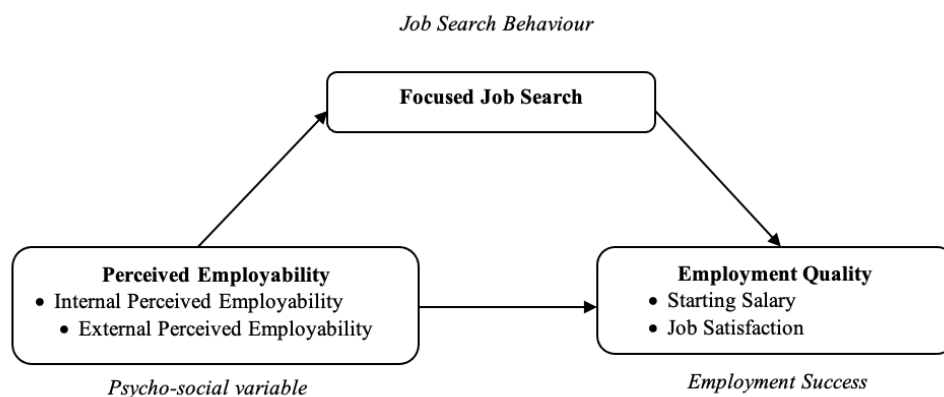 Job Search Behaviour
Focused Job Search
Perceived Employability
• Internal Perceived Employability
• External Perceived Employability
Psycho-social variable
Employment Quality
• Starting Salary
• Job Satisfaction
Employment Success